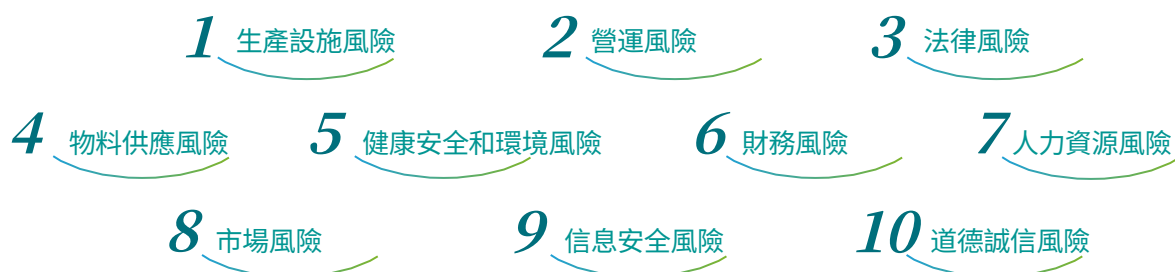 1 生產設施風險 2 營運風險 3 法律風險
4 物料供應風險 5 健康安全和環境風險 6 財務風險 7 人力資源風險
8 市場風險 9 信息安全風險 10 道德誠信風險